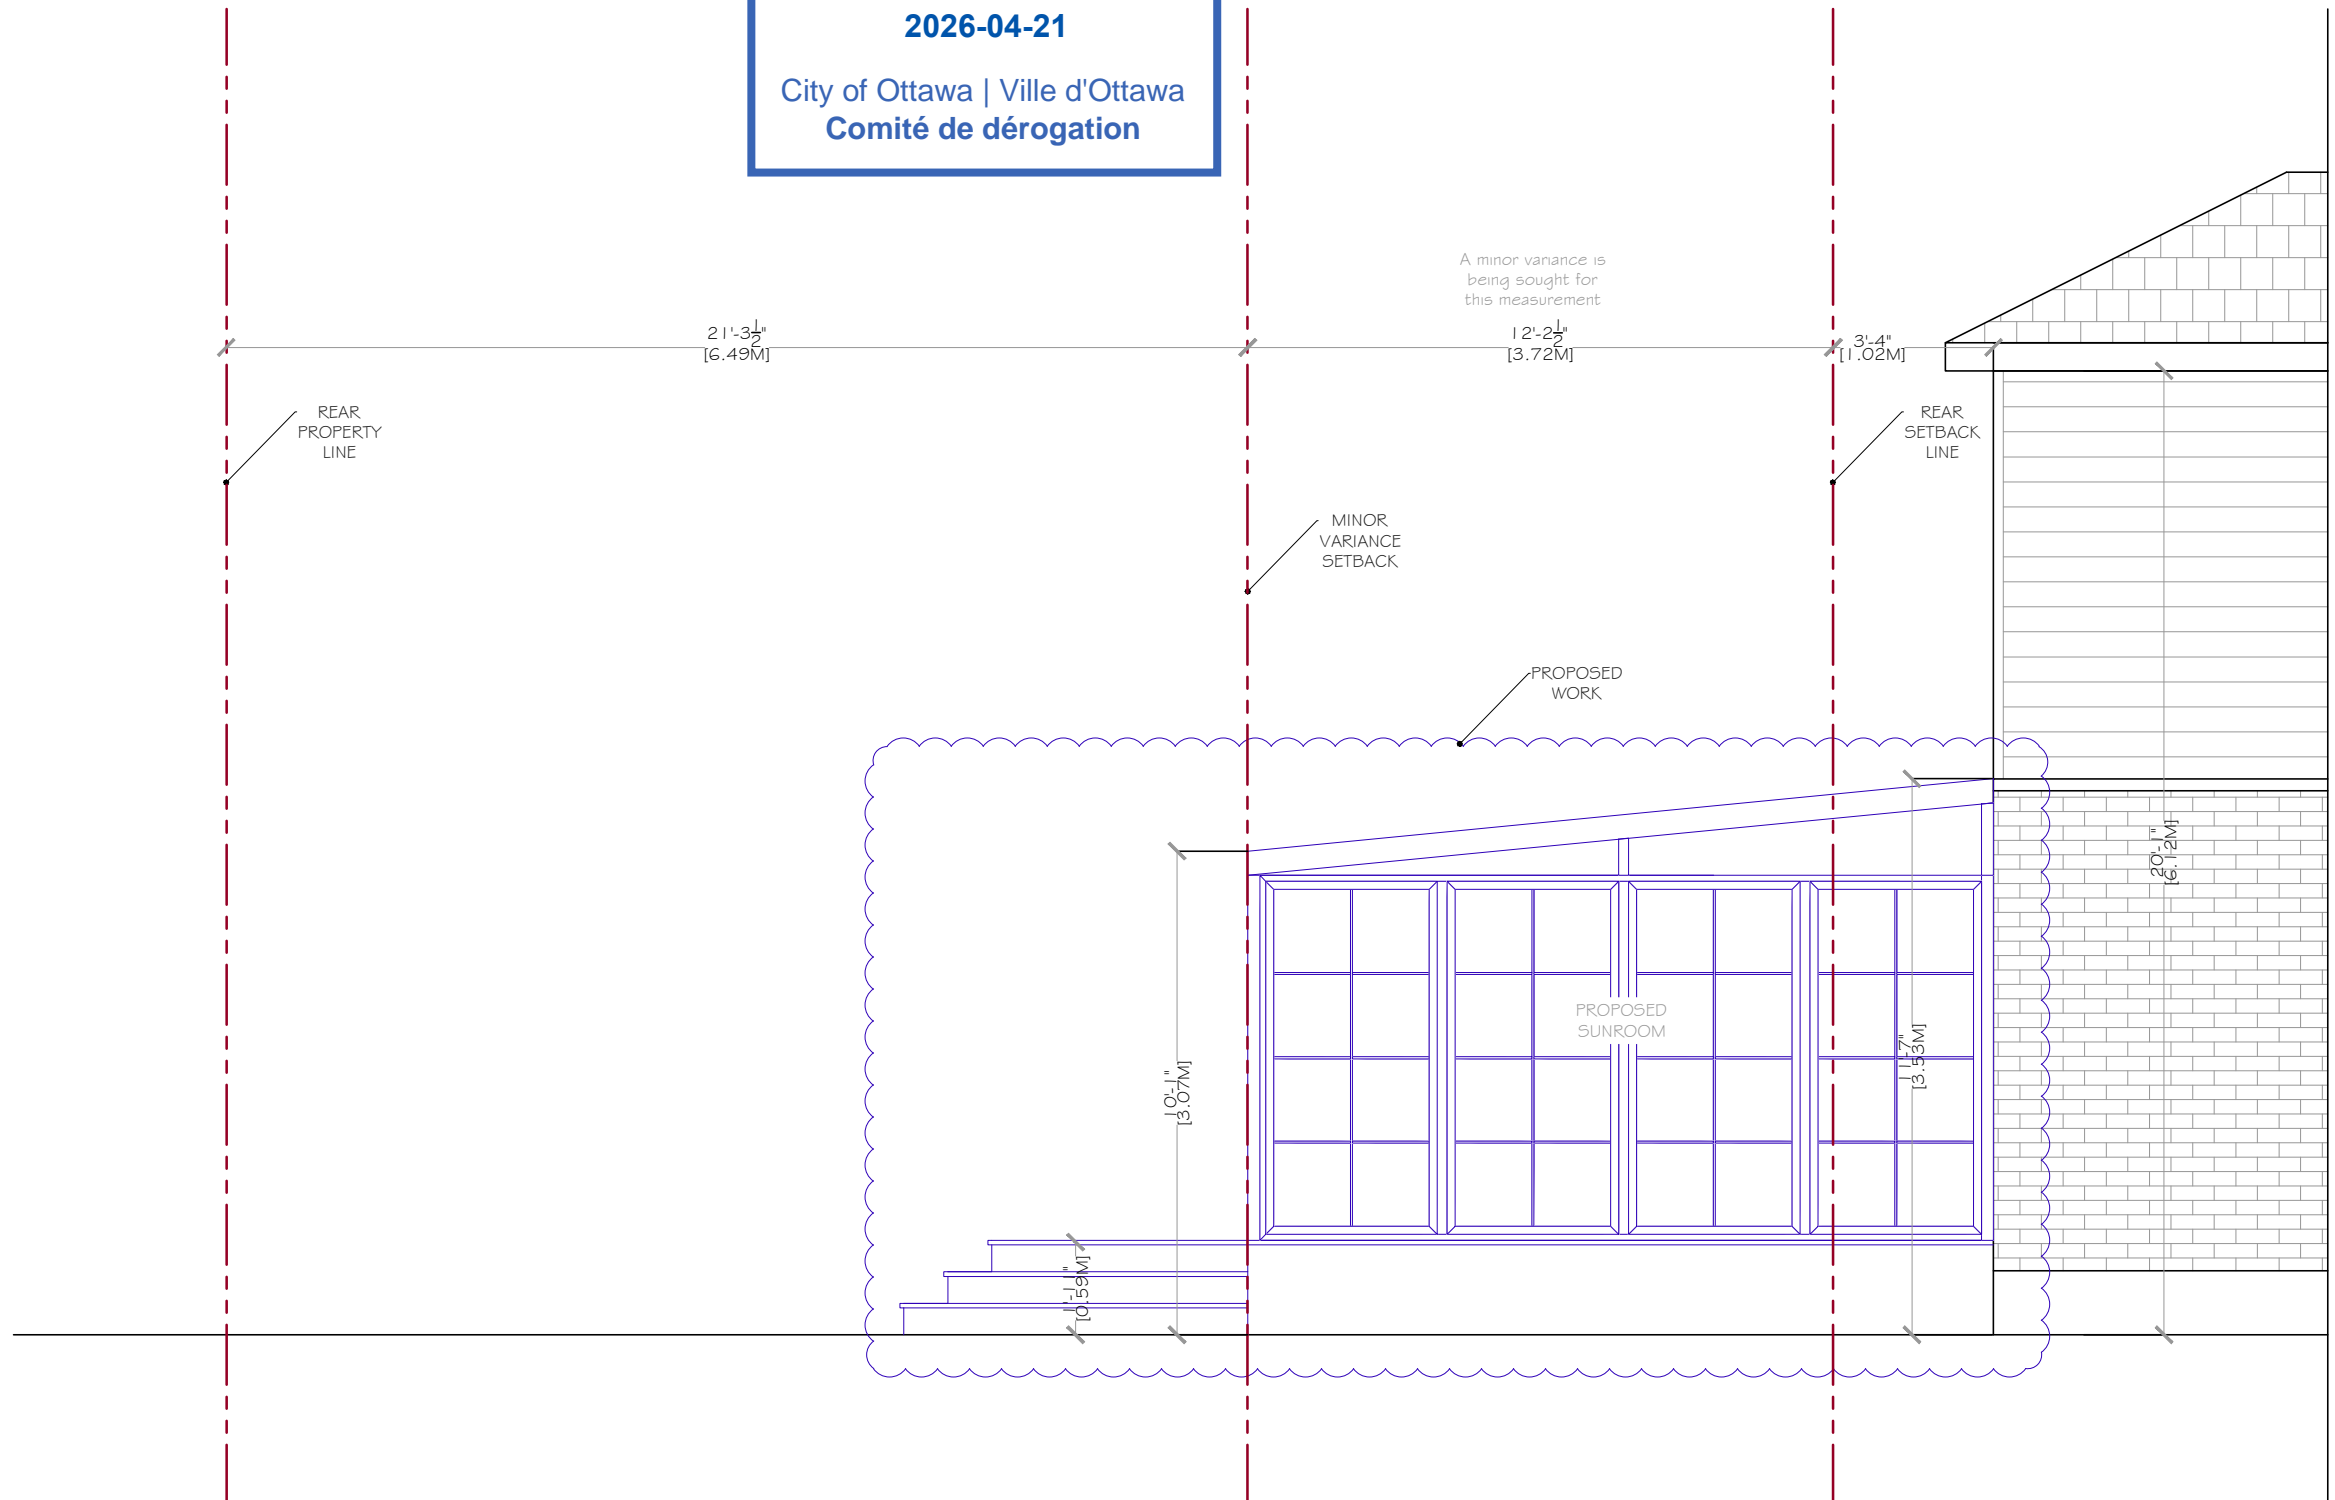 2026-04-21
City of Ottawa | Ville d'Ottawa
Comité de dérogation
A minor variance is
being sought for
this measurement
21'-3½"
[6.49M]
12'-2½"
[3.72M]
3'-4"
[1.02M]
REAR
PROPERTY
LINE
REAR
SETBACK
LINE
MINOR
VARIANCE
SETBACK
PROPOSED
WORK
20'-1"
[6.12M]
PROPOSED
SUNROOM
11'-7"
[3.53M]
10'-1"
[3.07M]
1'-11"
[0.59M]